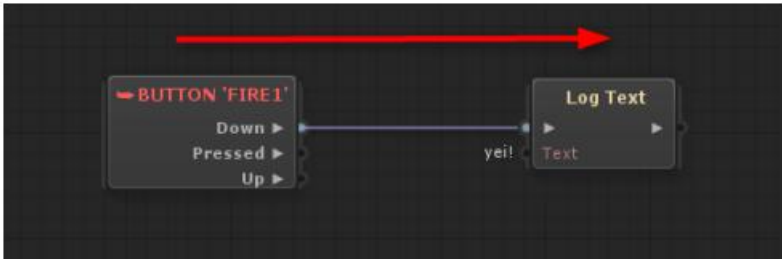 BUTTON 'FIRE1'
Down
Pressed
Up
Log Text
yei! Text